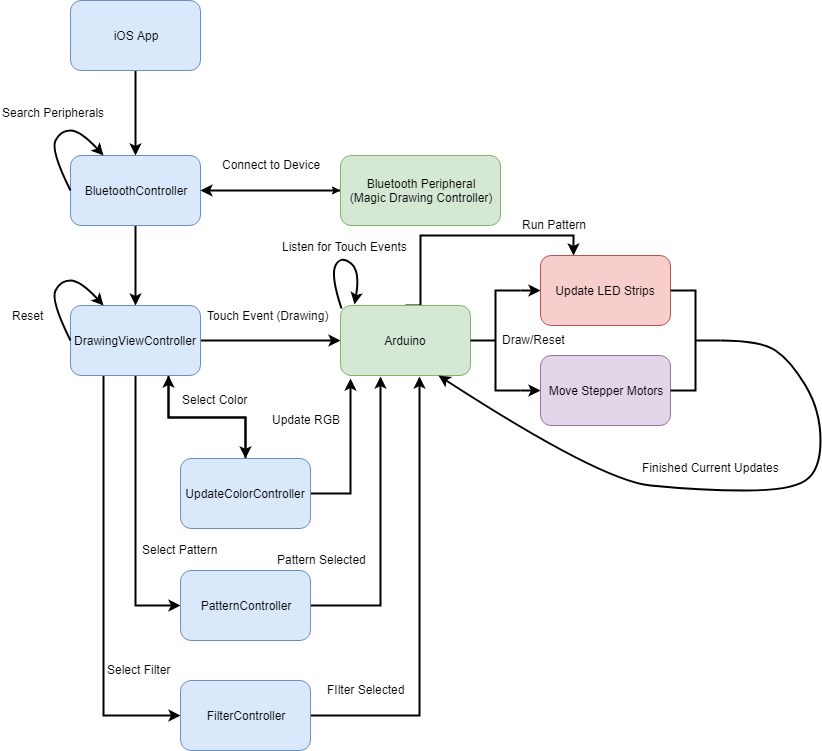 iOS App
Search Peripherals
Connect to Device
BluetoothController
Bluetooth Peripheral
(Magic Drawing Controller)
Run Pattern
Listen for Touch Events
Update LED Strips
Reset
Touch Event (Drawing)
DrawingViewController
Arduino
Draw/Reset
Move Stepper Motors
Select Color
Update RGB
Finished Current Updates
UpdateColorController
Select Pattern
Pattern Selected
PatternController
Select Filter
FIlter Selected
FilterController